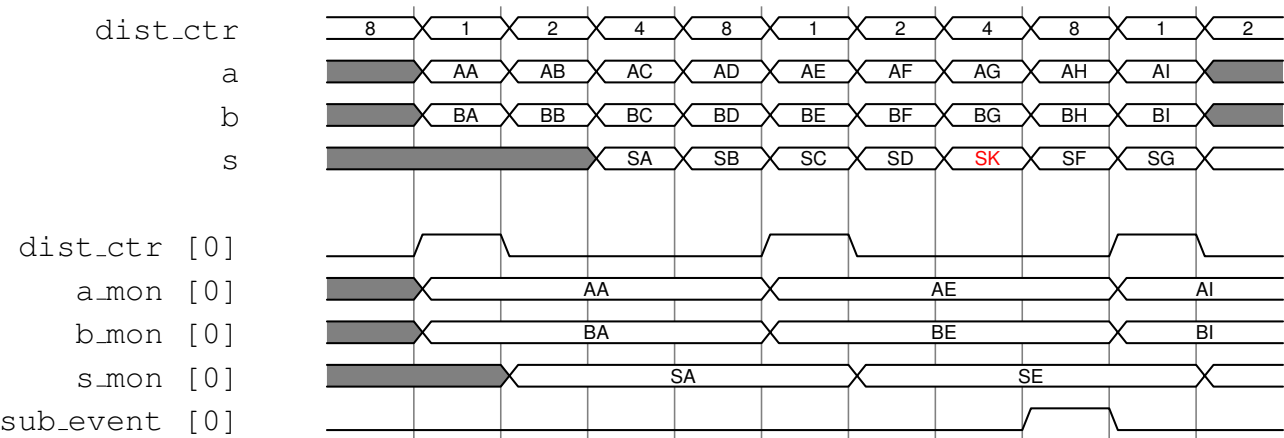 dist_ctr 8 1 2 4 8 1 2 4 8 1 2
a AA AB AC AD AE AF AG AH AI
b BA BB BC BD BE BF BG BH BI
s SA SB SC SD SK SF SG
dist_ctr [0]
a_mon [0] AA AE AI
b_mon [0] BA BE BI
s_mon [0] SA SE
sub_event [0]